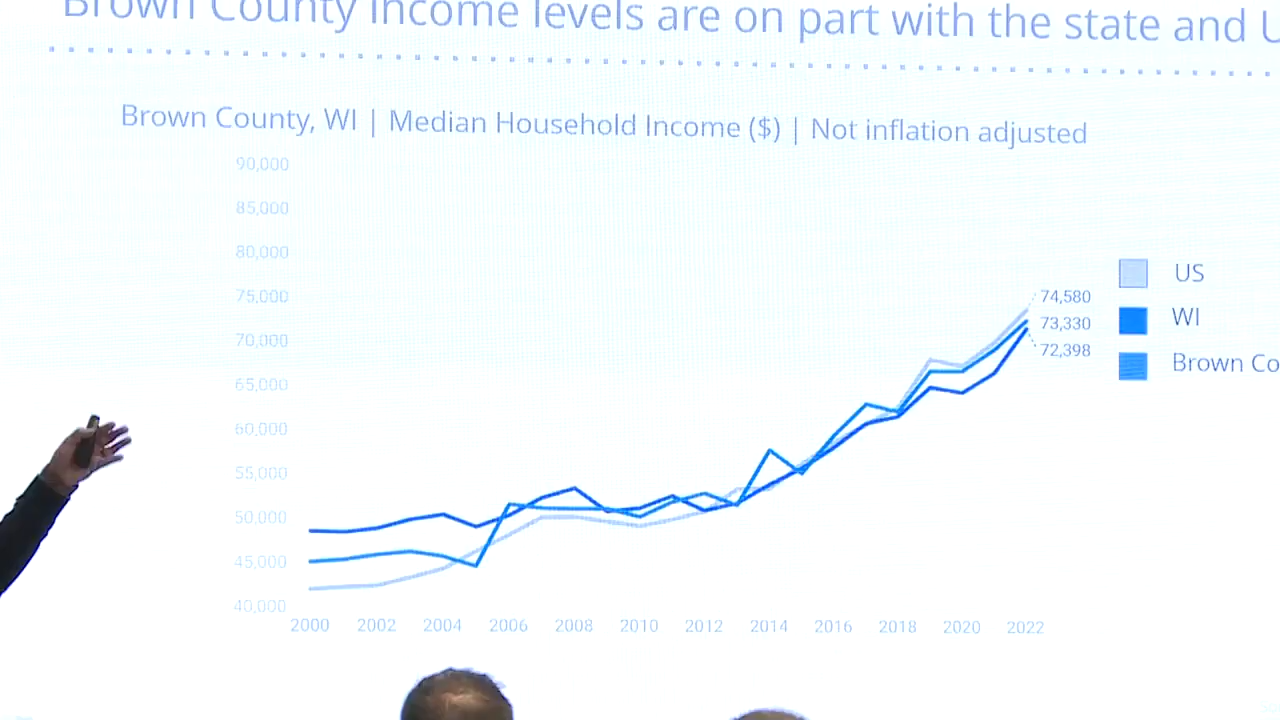 Brown County income levels are on part with the state and U
Brown County, WI | Median Household Income ($) | Not inflation adjusted
90,000
85,000
80,000
75,000
70,000
65,000
60,000
55,000
50,000
45,000
40,000
74,580
73,330
72,398
US
WI
Brown Co
2000 2002 2004 2006 2008 2010 2012 2014 2016 2018 2020 2022